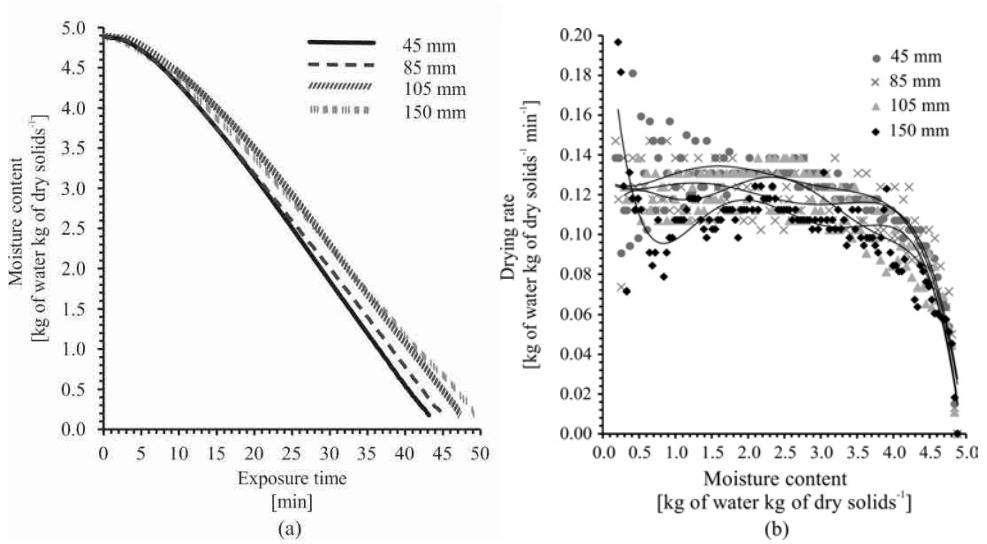 5.0
4.5
4.0
3.5
3.0
2.5
2.0
1.5
1.0
0.5
0.0
Moisture content
[kg of water kg of dry solids⁻¹]
45 mm
85 mm
105 mm
150 mm
0 5 10 15 20 25 30 35 40 45 50
Exposure time
[min]
(a)
0.20
0.18
0.16
0.14
0.12
0.10
0.08
0.06
0.04
0.02
0.00
Drying rate
[kg of water kg of dry solids⁻¹ min⁻¹]
45 mm
85 mm
105 mm
150 mm
0.0 0.5 1.0 1.5 2.0 2.5 3.0 3.5 4.0 4.5 5.0
Moisture content
[kg of water kg of dry solids⁻¹]
(b)